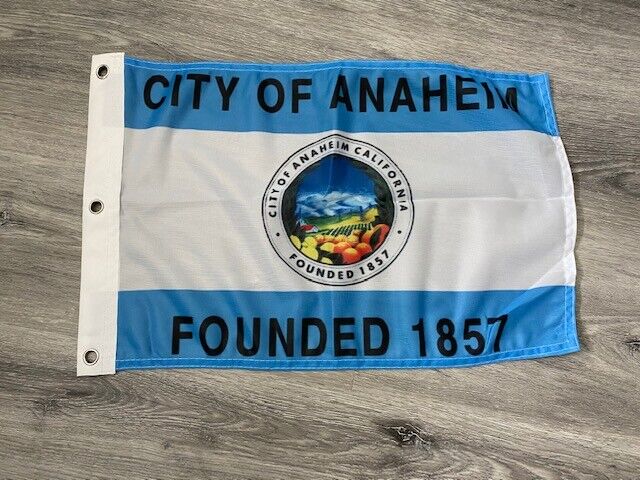 CITY OF ANAHEIM
CITY OF ANAHEIM CALIFORNIA
• FOUNDED 1857 •
FOUNDED 1857